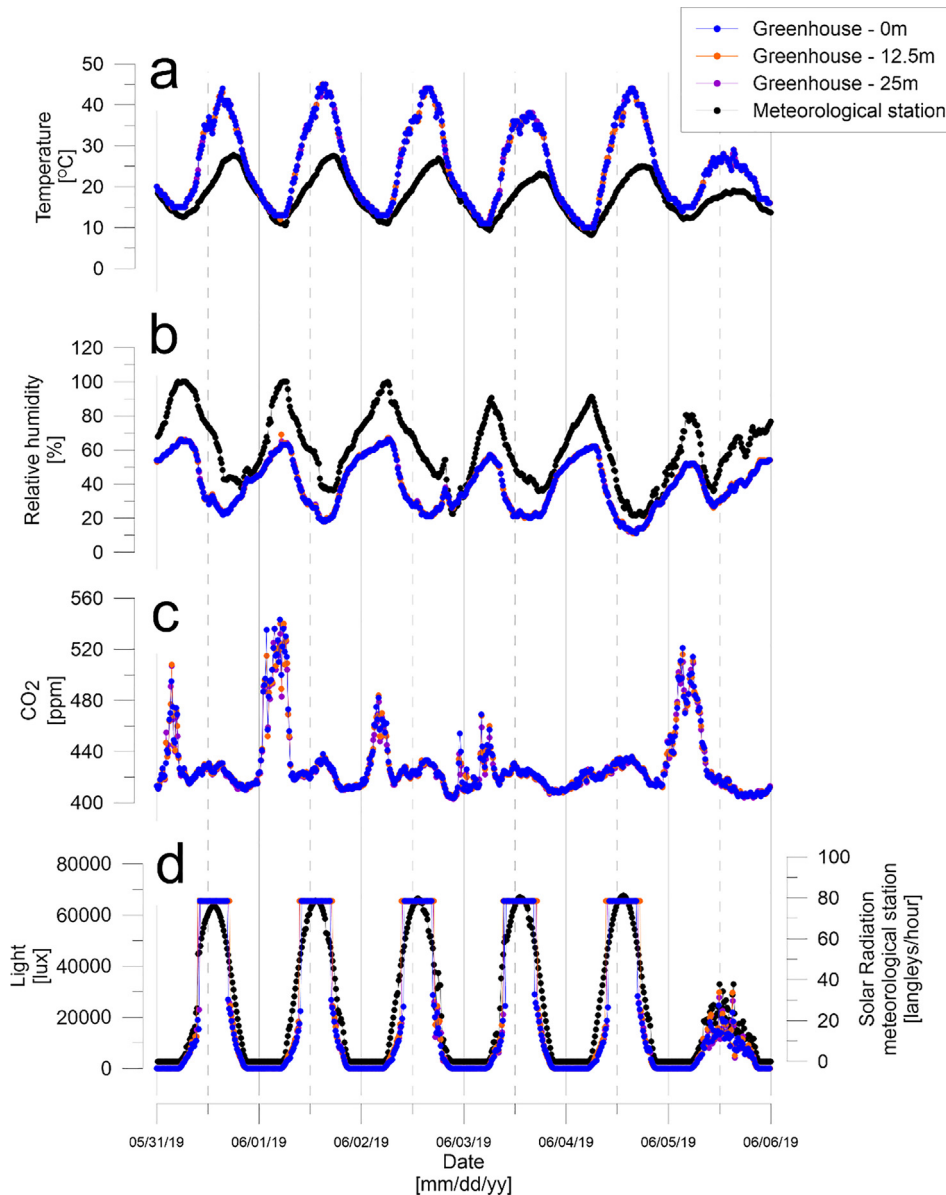 Greenhouse - 0m
Greenhouse - 12.5m
Greenhouse - 25m
Meteorological station
a
50
40
30
20
10
0
Temperature
[ºC]
b
120
100
80
60
40
20
0
Relative humidity
[%]
c
560
520
480
440
400
CO2
[ppm]
d
80000
60000
40000
20000
0
Light
[lux]
100
80
60
40
20
0
Solar Radiation
meteorological station
[langleys/hour]
05/31/19 06/01/19 06/02/19 06/03/19 06/04/19 06/05/19 06/06/19
Date
[mm/dd/yy]